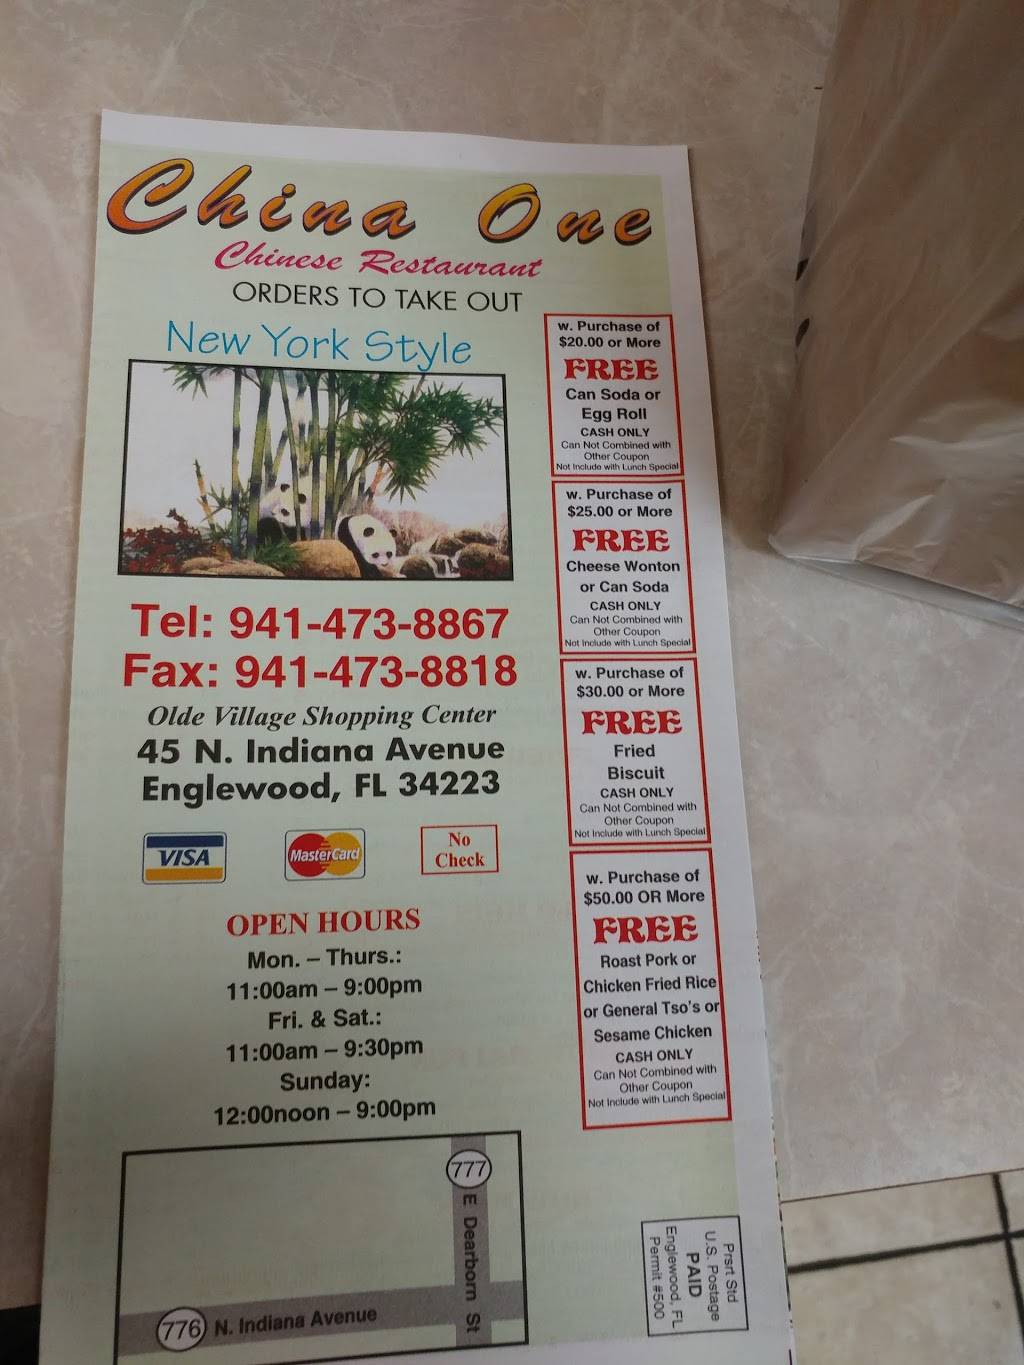 China One
Chinese Restaurant
ORDERS TO TAKE OUT
New York Style
Tel: 941-473-8867
Fax: 941-473-8818
Olde Village Shopping Center
45 N. Indiana Avenue
Englewood, FL 34223
VISA
MasterCard
No
Check
OPEN HOURS
Mon. – Thurs.:
11:00am – 9:00pm
Fri. & Sat.:
11:00am – 9:30pm
Sunday:
12:00noon – 9:00pm
777
E Dearborn St
776 N. Indiana Avenue
w. Purchase of
$20.00 or More
FREE
Can Soda or
Egg Roll
CASH ONLY
Can Not Combined with
Other Coupon
Not Include with Lunch Special
w. Purchase of
$25.00 or More
FREE
Cheese Wonton
or Can Soda
CASH ONLY
Can Not Combined with
Other Coupon
Not Include with Lunch Special
w. Purchase of
$30.00 or More
FREE
Fried
Biscuit
CASH ONLY
Can Not Combined with
Other Coupon
Not Include with Lunch Special
w. Purchase of
$50.00 OR More
FREE
Roast Pork or
Chicken Fried Rice
or General Tso's or
Sesame Chicken
CASH ONLY
Can Not Combined with
Other Coupon
Not Include with Lunch Special
Prsrt Std
U.S. Postage
PAID
Englewood, FL
Permit #500